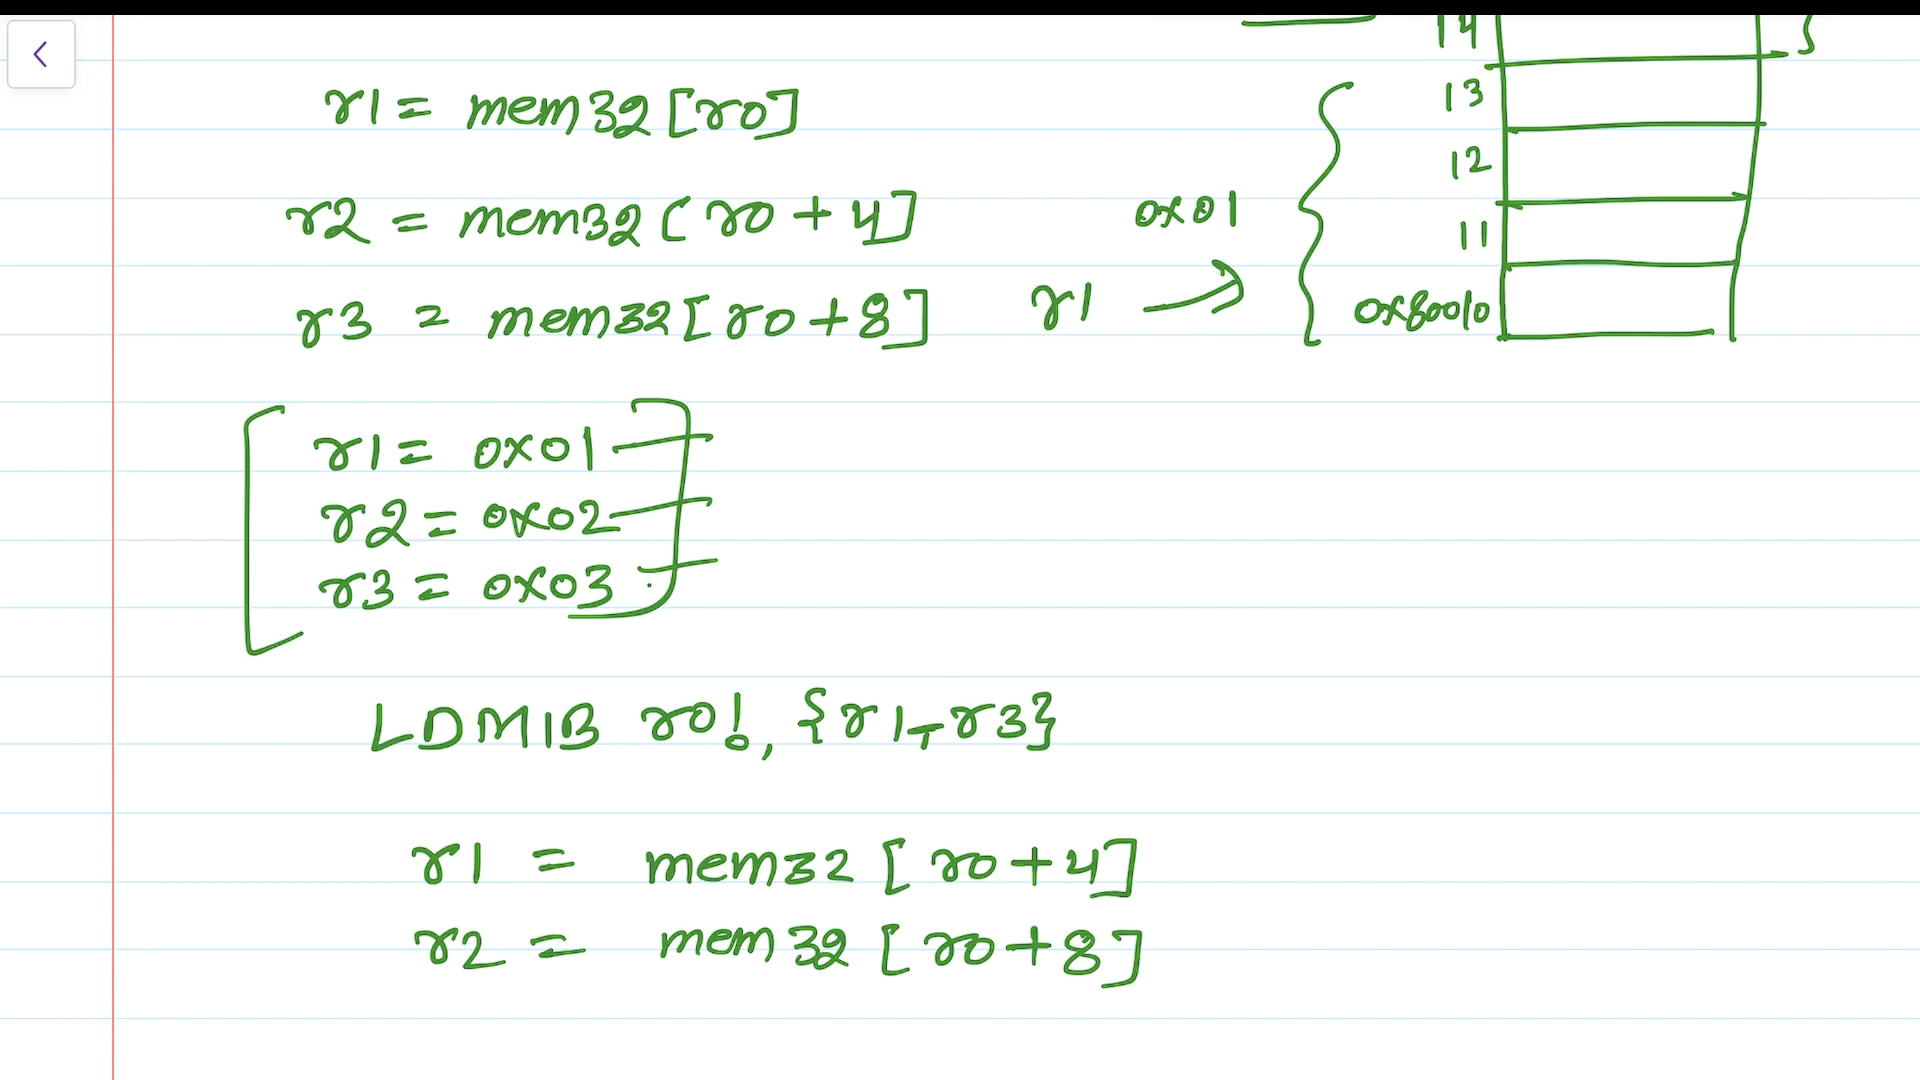 14
r1 = mem32 [r0]
13
r2 = mem32 [r0 + 4]
0x01
12
11
r3 = mem32 [r0 + 8]
r1
0x80010
r1 = 0x01
r2 = 0x02
r3 = 0x03
LDMIB r0!, {r1-r3}
r1 = mem32 [r0+4]
r2 = mem32 [r0+8]